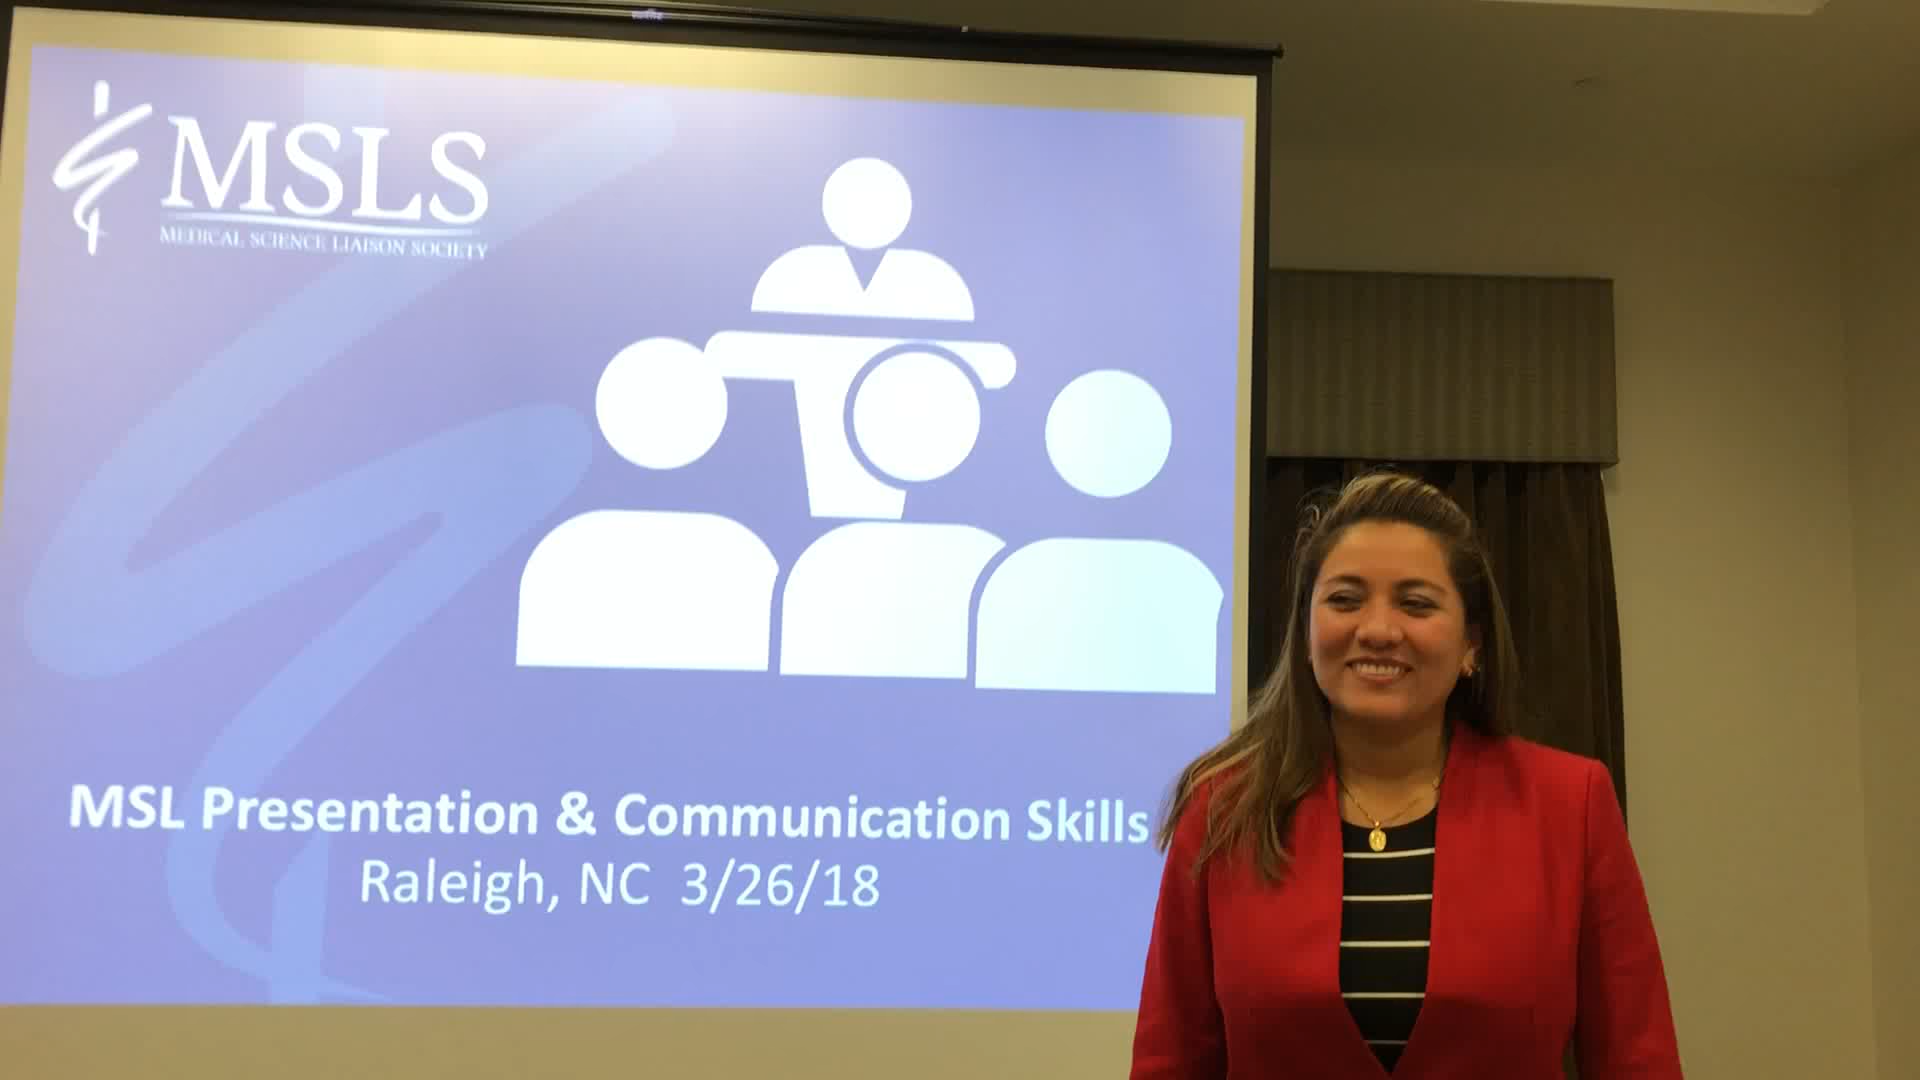 MSLS
MEDICAL SCIENCE LIAISON SOCIETY
MSL Presentation & Communication Skills
Raleigh, NC 3/26/18